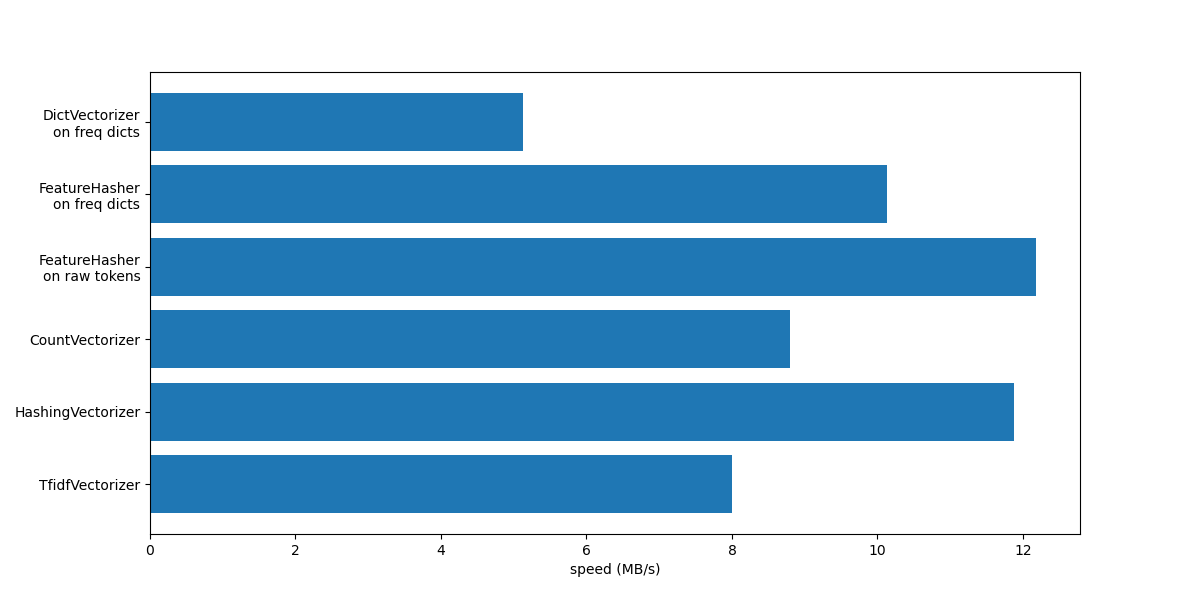 DictVectorizer
on freq dicts
FeatureHasher
on freq dicts
FeatureHasher
on raw tokens
CountVectorizer
HashingVectorizer
TfidfVectorizer
0 2 4 6 8 10 12
speed (MB/s)